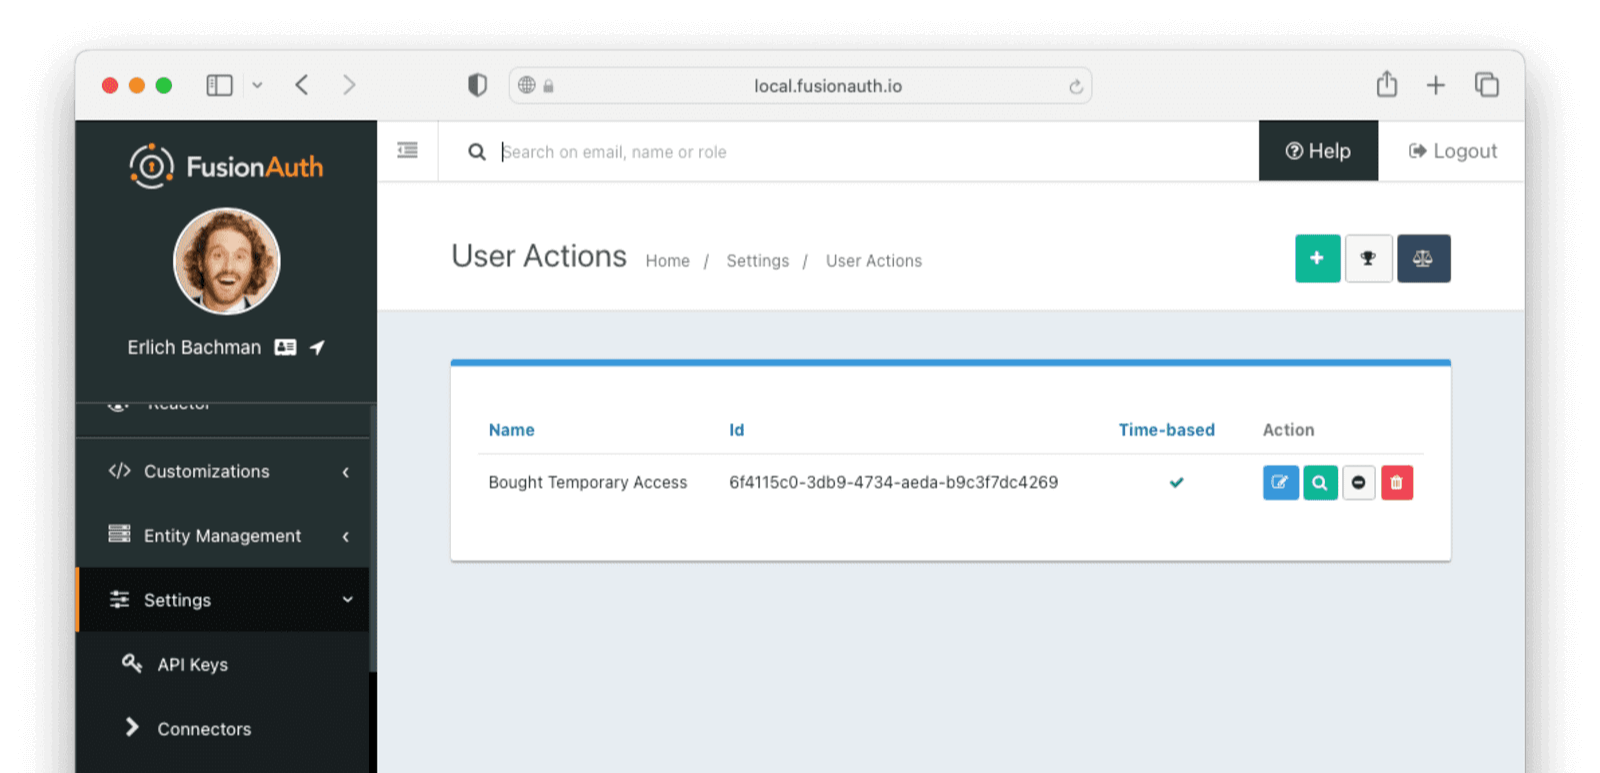 local.fusionauth.io
FusionAuth
Search on email, name or role
Help
Logout
Erlich Bachman
User Actions
Home / Settings / User Actions
Reactor
Customizations
Entity Management
Settings
API Keys
Connectors
Name Id Time-based Action
Bought Temporary Access 6f4115c0-3db9-4734-aeda-b9c3f7dc4269